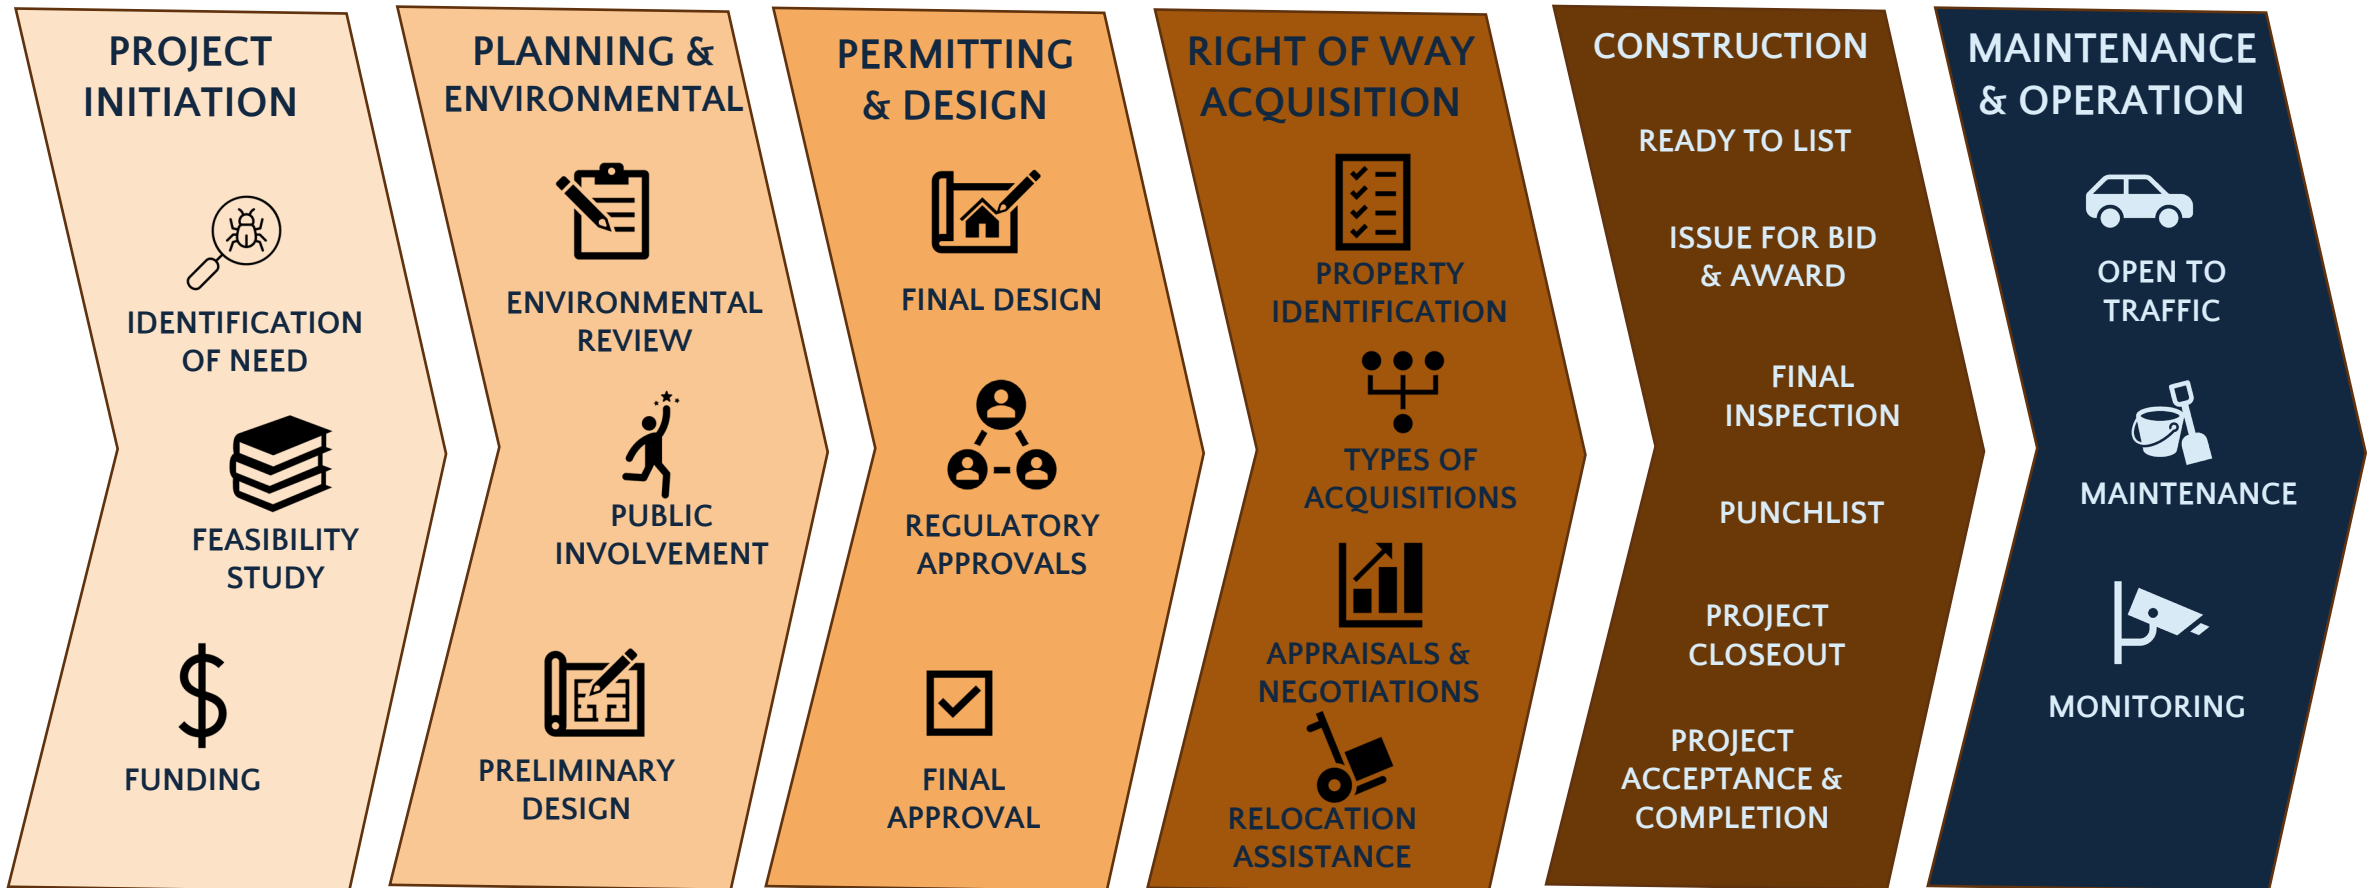 PROJECT
INITIATION
IDENTIFICATION
OF NEED
FEASIBILITY
STUDY
FUNDING
PLANNING &
ENVIRONMENTAL
ENVIRONMENTAL
REVIEW
PUBLIC
INVOLVEMENT
PRELIMINARY
DESIGN
PERMITTING
& DESIGN
FINAL DESIGN
REGULATORY
APPROVALS
FINAL
APPROVAL
RIGHT OF WAY
ACQUISITION
PROPERTY
IDENTIFICATION
TYPES OF
ACQUISITIONS
APPRAISALS &
NEGOTIATIONS
RELOCATION
ASSISTANCE
CONSTRUCTION
READY TO LIST
ISSUE FOR BID
& AWARD
FINAL
INSPECTION
PUNCHLIST
PROJECT
CLOSEOUT
PROJECT
ACCEPTANCE &
COMPLETION
MAINTENANCE
& OPERATION
OPEN TO
TRAFFIC
MAINTENANCE
MONITORING